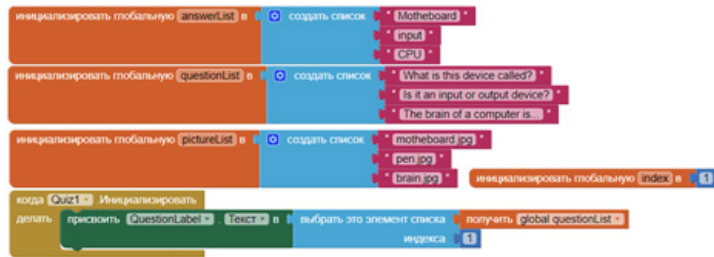 инициализировать глобальную answerList в создать список " Motheboard "
" input "
" CPU "
инициализировать глобальную questionList в создать список " What is this device called? "
" Is it an input or output device? "
" The brain of a computer is... "
инициализировать глобальную pictureList в создать список " motheboard.jpg "
" pen.jpg "
" brain.jpg " инициализировать глобальную index в 1
когда Quiz1 . Инициализировать
делать присвоить QuestionLabel . Текст в выбрать это элемент списка получить global questionList
индекса 1